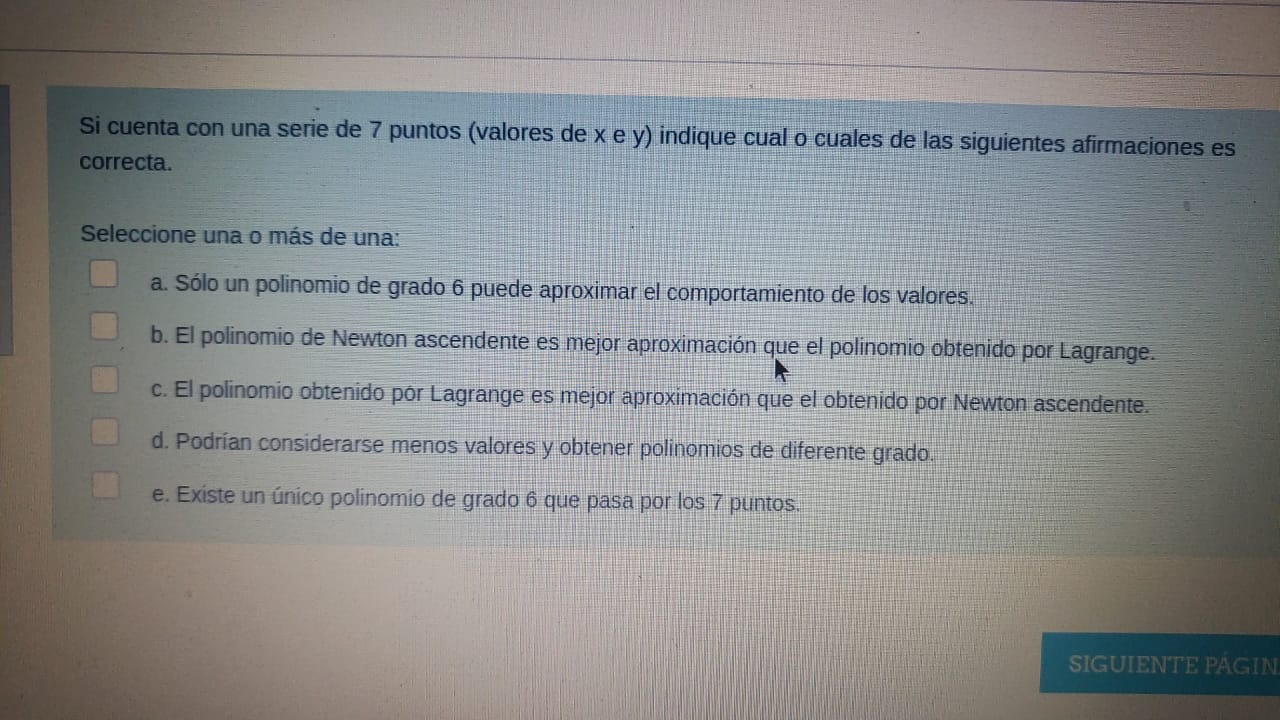 Si cuenta con una serie de 7 puntos (valores de x e y) indique cual o cuales de las siguientes afirmaciones es
correcta.
Seleccione una o más de una:
a. Sólo un polinomio de grado 6 puede aproximar el comportamiento de los valores.
b. El polinomio de Newton ascendente es mejor aproximación que el polinomio obtenido por Lagrange.
c. El polinomio obtenido por Lagrange es mejor aproximación que el obtenido por Newton ascendente.
d. Podrían considerarse menos valores y obtener polinomios de diferente grado.
e. Existe un único polinomio de grado 6 que pasa por los 7 puntos.
SIGUIENTE PÁGIN